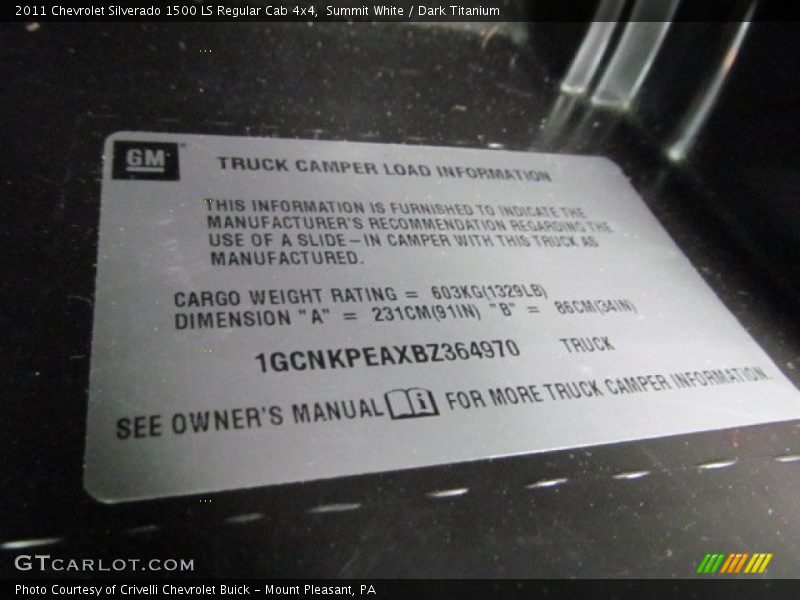 2011 Chevrolet Silverado 1500 LS Regular Cab 4x4,  Summit White / Dark Titanium
GM
TRUCK CAMPER LOAD INFORMATION
THIS INFORMATION IS FURNISHED TO INDICATE THE
MANUFACTURER'S RECOMMENDATION REGARDING THE
USE OF A SLIDE-IN CAMPER WITH THIS TRUCK AS
MANUFACTURED.
CARGO WEIGHT RATING = 603KG(1329LB)
DIMENSION "A" = 231CM(91IN) "B" = 86CM(34IN)
1GCNKPEAXBZ364970 TRUCK
SEE OWNER'S MANUAL i FOR MORE TRUCK CAMPER INFORMATION.
GTCARLOT.COM
Photo Courtesy of Crivelli Chevrolet Buick - Mount Pleasant, PA